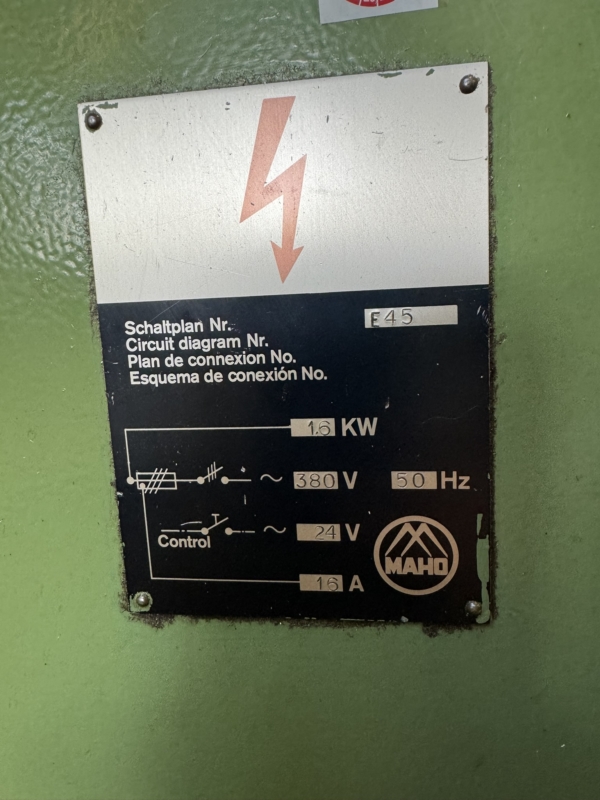 Schaltplan Nr.
Circuit diagram Nr.
Plan de connexion No.
Esquema de conexión No.
E45
1.6 KW
~ 380 V 50 Hz
Control ~ 24 V
16 A
MAHO